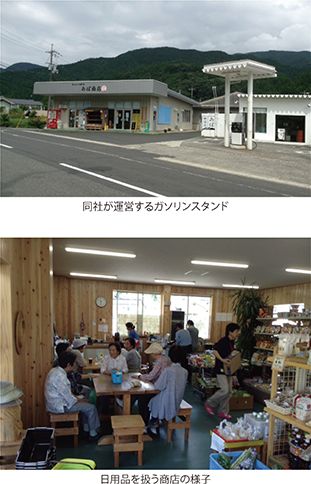 同社が運営するガソリンスタンド
日用品を扱う商店の様子